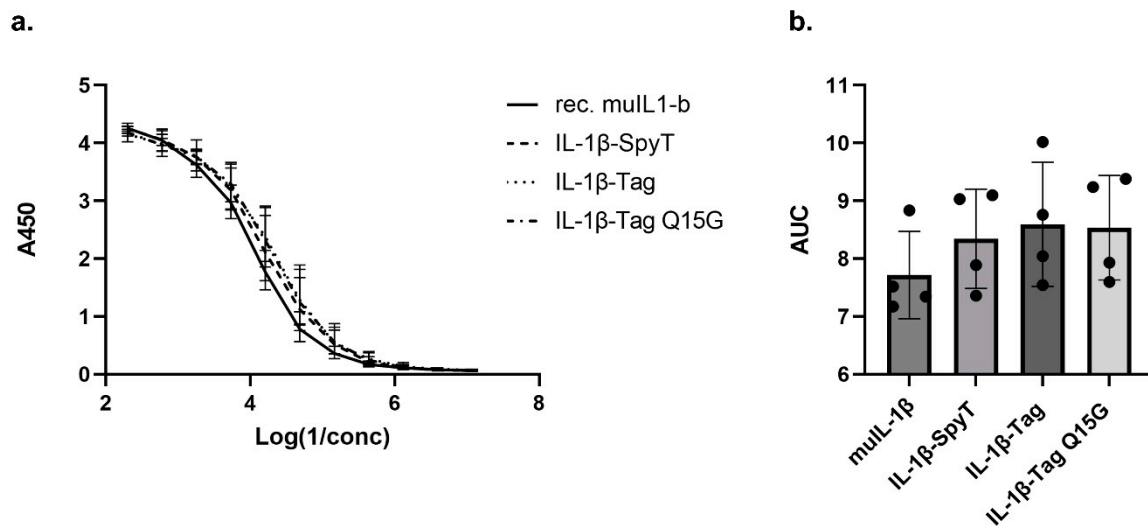 a.
5
4
3
2
1
0
A450
2
4
6
8
Log(1/conc)
rec. muIL1-b
IL-1β-SpyT
IL-1β-Tag
IL-1β-Tag Q15G
b.
11
10
9
8
7
6
AUC
muIL-1β
IL-1β-SpyT
IL-1β-Tag
IL-1β-Tag Q15G